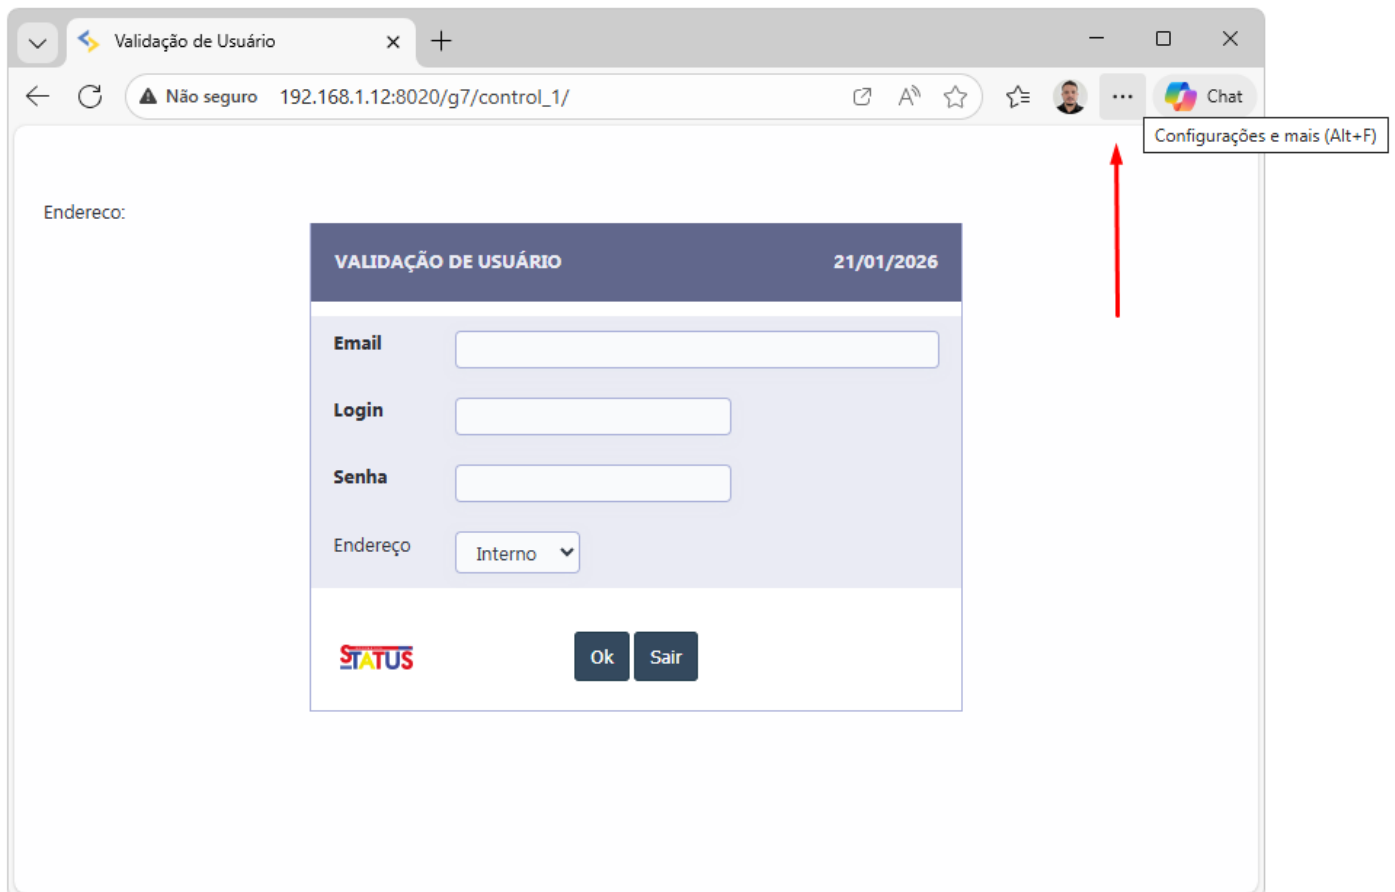 Validação de Usuário
Não seguro 192.168.1.12:8020/g7/control_1/
Chat
Configurações e mais (Alt+F)
Endereco:
VALIDAÇÃO DE USUÁRIO 21/01/2026
Email
Login
Senha
Endereço Interno
STATUS Ok Sair